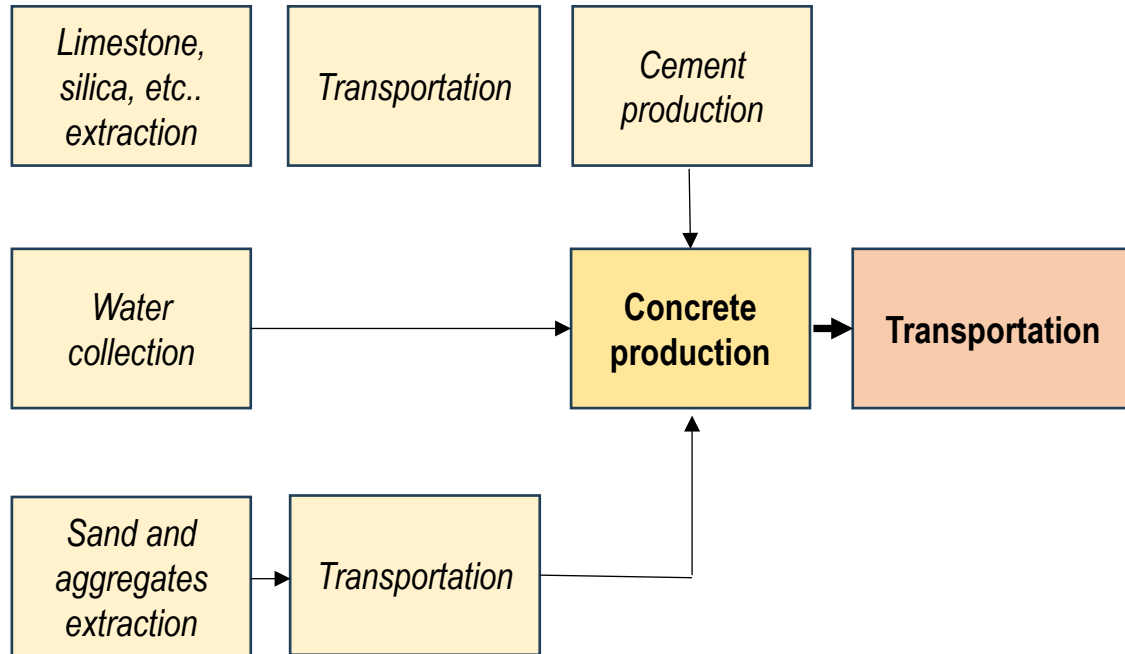 Limestone,
silica, etc..
extraction
Transportation
Cement
production
Water
collection
Concrete
production
Transportation
Sand and
aggregates
extraction
Transportation